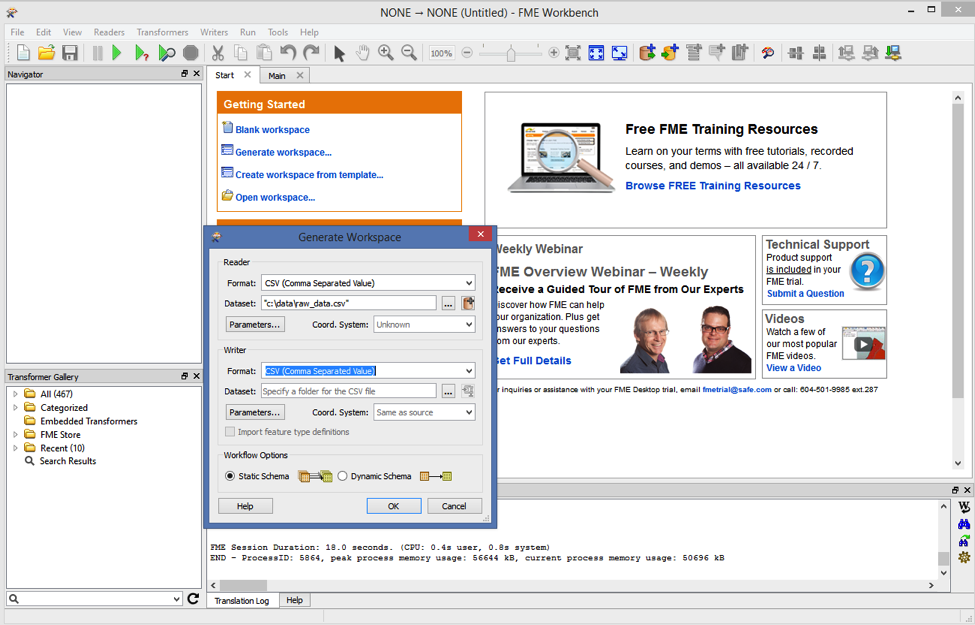 NONE → NONE (Untitled) - FME Workbench
File Edit View Readers Transformers Writers Run Tools Help
100%
Navigator
Start Main
Getting Started
Blank workspace
Generate workspace...
Create workspace from template...
Open workspace...
Free FME Training Resources
Learn on your terms with free tutorials, recorded
courses, and demos – all available 24 / 7.
Browse FREE Training Resources
Weekly Webinar
FME Overview Webinar – Weekly
Receive a Guided Tour of FME from Our Experts
iscover how FME can help
our organization. Plus get
nswers to your questions
om our experts.
et Full Details
Technical Support
Product support
is included in your
FME trial.
Submit a Question
Videos
Watch a few of
our most popular
FME videos.
View a Video
r inquiries or assistance with your FME Desktop trial, email fmetrial@safe.com or call: 604-501-9985 ext.287
Generate Workspace
Reader
Format: CSV (Comma Separated Value)
Dataset: "c:\data\raw_data.csv" ...
Parameters... Coord. System: Unknown
Writer
Format: CSV (Comma Separated Value)
Dataset: Specify a folder for the CSV file ...
Parameters... Coord. System: Same as source
Import feature type definitions
Workflow Options
Static Schema Dynamic Schema
Help OK Cancel
Transformer Gallery
All (467)
Categorized
Embedded Transformers
FME Store
Recent (10)
Search Results
FME Session Duration: 18.0 seconds. (CPU: 0.4s user, 0.8s system)
END - ProcessID: 5864, peak process memory usage: 56644 kB, current process memory usage: 50696 kB
Translation Log Help